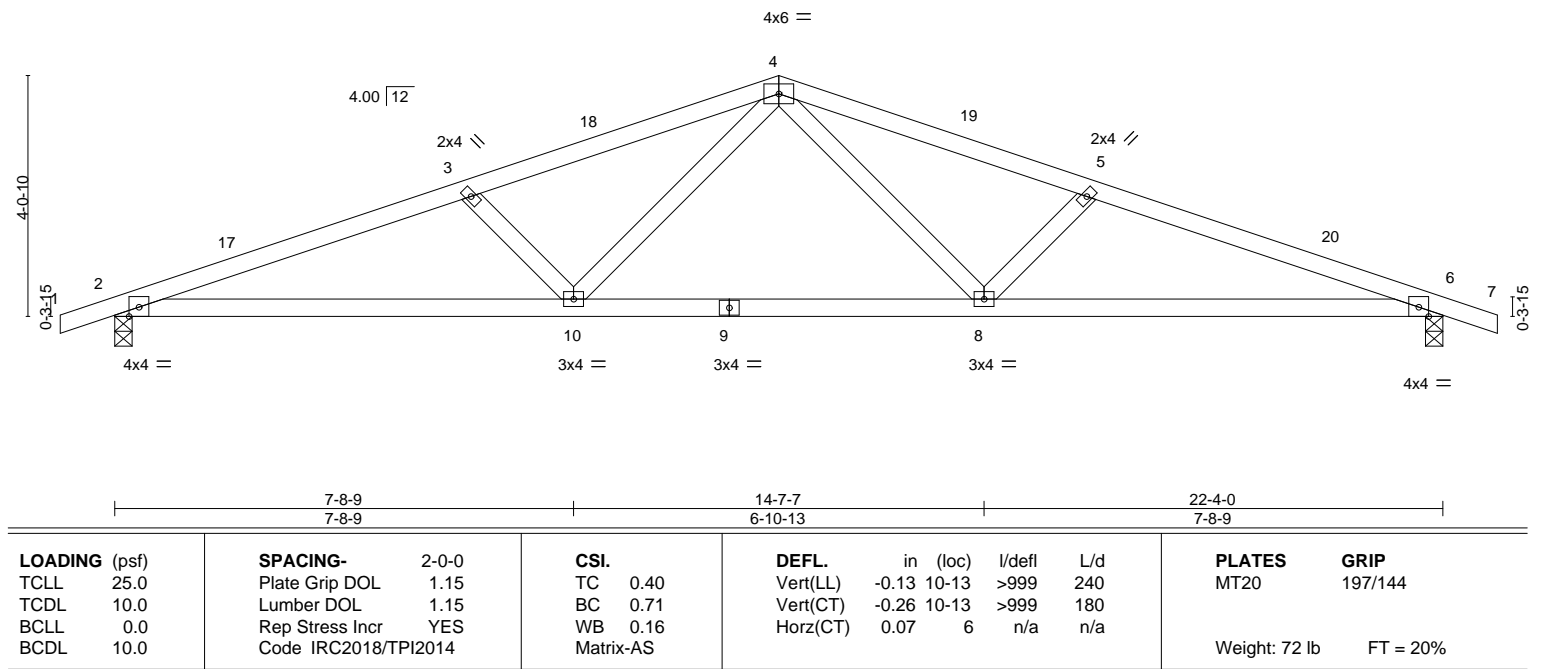 4x6 =
4
4.00 12
18
19
2x4
2x4
3
5
4-0-10
17
20
2
6
1
7
0-3-15
0-3-15
10
9
8
4x4 =
3x4 =
3x4 =
3x4 =
4x4 =
7-8-9
14-7-7
22-4-0
7-8-9
6-10-13
7-8-9
LOADING (psf)
TCLL 25.0
TCDL 10.0
BCLL 0.0
BCDL 10.0
SPACING- 2-0-0
Plate Grip DOL 1.15
Lumber DOL 1.15
Rep Stress Incr YES
Code IRC2018/TPI2014
CSI.
TC 0.40
BC 0.71
WB 0.16
Matrix-AS
DEFL. in (loc) l/defl L/d
Vert(LL) -0.13 10-13 >999 240
Vert(CT) -0.26 10-13 >999 180
Horz(CT) 0.07 6 n/a n/a
PLATES GRIP
MT20 197/144
Weight: 72 lb FT = 20%